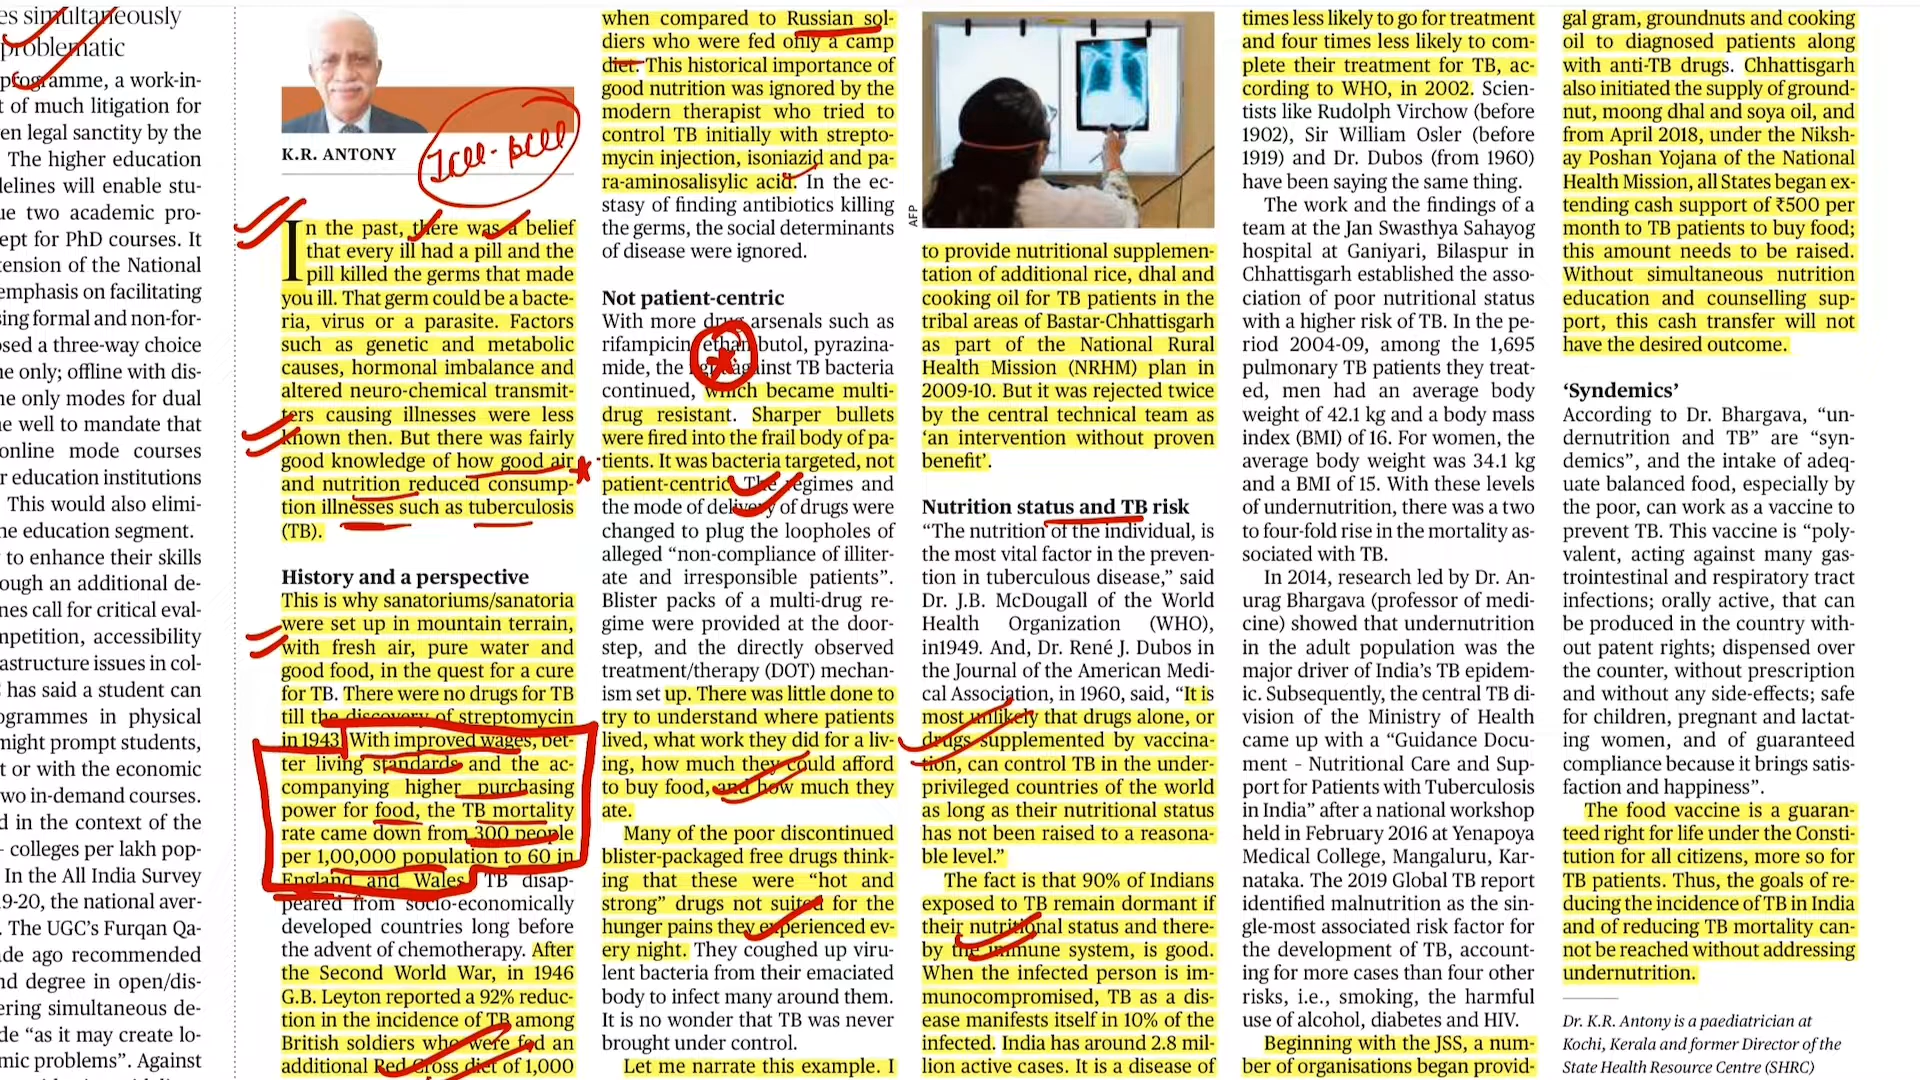 es simultaneously
problematic
programme, a work-in-
t of much litigation for
en legal sanctity by the
The higher education
delines will enable stu-
ue two academic pro-
ept for PhD courses. It
tension of the National
emphasis on facilitating
sing formal and non-for-
osed a three-way choice
ne only; offline with dis-
ne only modes for dual
e well to mandate that
online mode courses
r education institutions
This would also elimi-
ne education segment.
y to enhance their skills
ough an additional de-
nes call for critical eval-
mpetition, accessibility
astructure issues in col-
C has said a student can
ogrammes in physical
might prompt students,
t or with the economic
wo in-demand courses.
d in the context of the
- colleges per lakh pop-
In the All India Survey
19-20, the national aver-
. The UGC’s Furqan Qa-
de ago recommended
nd degree in open/dis-
ering simultaneous de-
de “as it may create lo-
mic problems”. Against
K.R. ANTONY
In the past, there was a belief
that every ill had a pill and the
pill killed the germs that made
you ill. That germ could be a bacte-
ria, virus or a parasite. Factors
such as genetic and metabolic
causes, hormonal imbalance and
altered neuro-chemical transmit-
ters causing illnesses were less
known then. But there was fairly
good knowledge of how good air
and nutrition reduced consump-
tion illnesses such as tuberculosis
(TB).
History and a perspective
This is why sanatoriums/sanatoria
were set up in mountain terrain,
with fresh air, pure water and
good food, in the quest for a cure
for TB. There were no drugs for TB
till the discovery of streptomycin
in 1943. With improved wages, bet-
ter living standards and the ac-
companying higher purchasing
power for food, the TB mortality
rate came down from 300 people
per 1,00,000 population to 60 in
England and Wales. TB disap-
peared from socio-economically
developed countries long before
the advent of chemotherapy. After
the Second World War, in 1946
G.B. Leyton reported a 92% reduc-
tion in the incidence of TB among
British soldiers who were fed an
additional Red Cross diet of 1,000
when compared to Russian sol-
diers who were fed only a camp
diet. This historical importance of
good nutrition was ignored by the
modern therapist who tried to
control TB initially with strepto-
mycin injection, isoniazid and pa-
ra-aminosalisylic acid. In the ec-
stasy of finding antibiotics killing
the germs, the social determinants
of disease were ignored.
Not patient-centric
With more drug arsenals such as
rifampicin, ethambutol, pyrazina-
mide, the against TB bacteria
continued, which became multi-
drug resistant. Sharper bullets
were fired into the frail body of pa-
tients. It was bacteria targeted, not
patient-centric. The regimes and
the mode of delivery of drugs were
changed to plug the loopholes of
alleged “non-compliance of illiter-
ate and irresponsible patients”.
Blister packs of a multi-drug re-
gime were provided at the door-
step, and the directly observed
treatment/therapy (DOT) mechan-
ism set up. There was little done to
try to understand where patients
lived, what work they did for a liv-
ing, how much they could afford
to buy food, and how much they
ate.
Many of the poor discontinued
blister-packaged free drugs think-
ing that these were “hot and
strong” drugs not suited for the
hunger pains they experienced ev-
ery night. They coughed up viru-
lent bacteria from their emaciated
body to infect many around them.
It is no wonder that TB was never
brought under control.
Let me narrate this example. I
AFP
to provide nutritional supplemen-
tation of additional rice, dhal and
cooking oil for TB patients in the
tribal areas of Bastar-Chhattisgarh
as part of the National Rural
Health Mission (NRHM) plan in
2009-10. But it was rejected twice
by the central technical team as
‘an intervention without proven
benefit’.
Nutrition status and TB risk
“The nutrition of the individual, is
the most vital factor in the preven-
tion in tuberculous disease,” said
Dr. J.B. McDougall of the World
Health Organization (WHO),
in1949. And, Dr. René J. Dubos in
the Journal of the American Medi-
cal Association, in 1960, said, “It is
most unlikely that drugs alone, or
drugs supplemented by vaccina-
tion, can control TB in the under-
privileged countries of the world
as long as their nutritional status
has not been raised to a reasona-
ble level.”
The fact is that 90% of Indians
exposed to TB remain dormant if
their nutritional status and there-
by the immune system, is good.
When the infected person is im-
munocompromised, TB as a dis-
ease manifests itself in 10% of the
infected. India has around 2.8 mil-
lion active cases. It is a disease of
times less likely to go for treatment
and four times less likely to com-
plete their treatment for TB, ac-
cording to WHO, in 2002. Scien-
tists like Rudolph Virchow (before
1902), Sir William Osler (before
1919) and Dr. Dubos (from 1960)
have been saying the same thing.
The work and the findings of a
team at the Jan Swasthya Sahayog
hospital at Ganiyari, Bilaspur in
Chhattisgarh established the asso-
ciation of poor nutritional status
with a higher risk of TB. In the pe-
riod 2004-09, among the 1,695
pulmonary TB patients they treat-
ed, men had an average body
weight of 42.1 kg and a body mass
index (BMI) of 16. For women, the
average body weight was 34.1 kg
and a BMI of 15. With these levels
of undernutrition, there was a two
to four-fold rise in the mortality as-
sociated with TB.
In 2014, research led by Dr. An-
urag Bhargava (professor of medi-
cine) showed that undernutrition
in the adult population was the
major driver of India’s TB epidem-
ic. Subsequently, the central TB di-
vision of the Ministry of Health
came up with a “Guidance Docu-
ment – Nutritional Care and Sup-
port for Patients with Tuberculosis
in India” after a national workshop
held in February 2016 at Yenapoya
Medical College, Mangaluru, Kar-
nataka. The 2019 Global TB report
identified malnutrition as the sin-
gle-most associated risk factor for
the development of TB, account-
ing for more cases than four other
risks, i.e., smoking, the harmful
use of alcohol, diabetes and HIV.
Beginning with the JSS, a num-
ber of organisations began provid-
gal gram, groundnuts and cooking
oil to diagnosed patients along
with anti-TB drugs. Chhattisgarh
also initiated the supply of ground-
nut, moong dhal and soya oil, and
from April 2018, under the Niksh-
ay Poshan Yojana of the National
Health Mission, all States began ex-
tending cash support of ₹500 per
month to TB patients to buy food;
this amount needs to be raised.
Without simultaneous nutrition
education and counselling sup-
port, this cash transfer will not
have the desired outcome.
‘Syndemics’
According to Dr. Bhargava, “un-
dernutrition and TB” are “syn-
demics”, and the intake of adeq-
uate balanced food, especially by
the poor, can work as a vaccine to
prevent TB. This vaccine is “poly-
valent, acting against many gas-
trointestinal and respiratory tract
infections; orally active, that can
be produced in the country with-
out patent rights; dispensed over
the counter, without prescription
and without any side-effects; safe
for children, pregnant and lactat-
ing women, and of guaranteed
compliance because it brings satis-
faction and happiness”.
The food vaccine is a guaran-
teed right for life under the Consti-
tution for all citizens, more so for
TB patients. Thus, the goals of re-
ducing the incidence of TB in India
and of reducing TB mortality can-
not be reached without addressing
undernutrition.
Dr. K.R. Antony is a paediatrician at
Kochi, Kerala and former Director of the
State Health Resource Centre (SHRC)